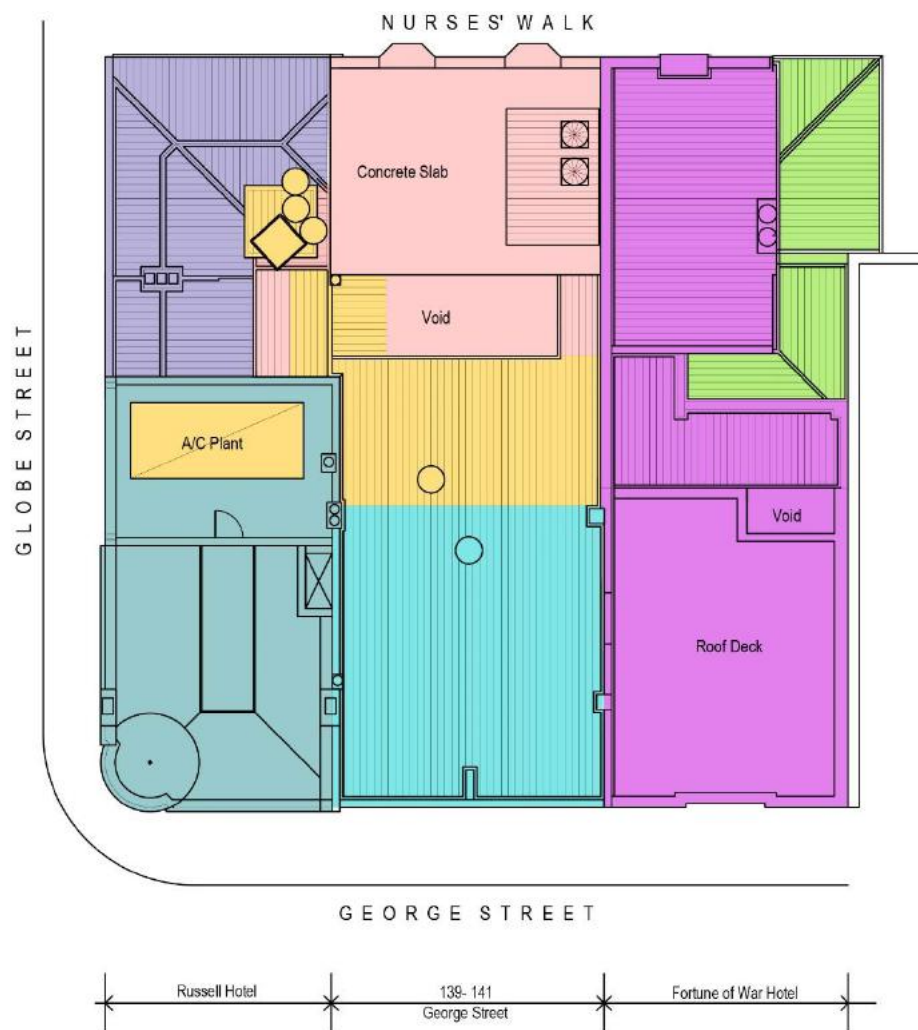 NURSES' WALK
Concrete Slab
Void
GLOBE STREET
A/C Plant
Void
Roof Deck
GEORGE STREET
Russell Hotel
139- 141
George Street
Fortune of War Hotel